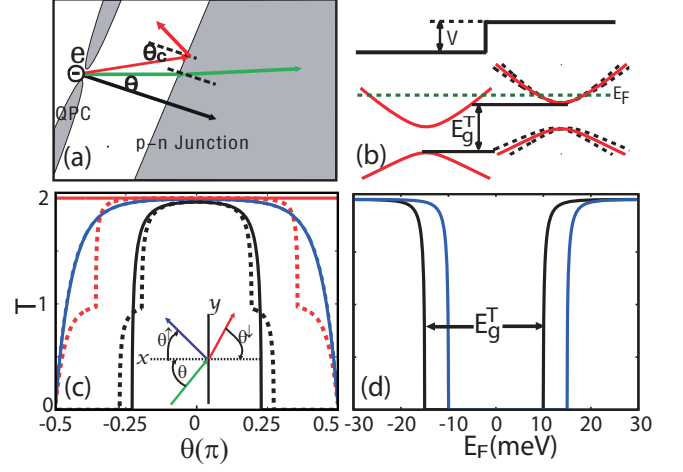 e
θc
θ
QPC
p-n Junction
(a)
V
E_F
E_g^T
(b)
2
T
1
0
-0.5
-0.25
0
0.25
0.5
θ(π)
(c)
y
x
θ↑
θ↓
θ
(d)
E_g^T
-30
-20
-10
0
10
20
30
E_F(meV)